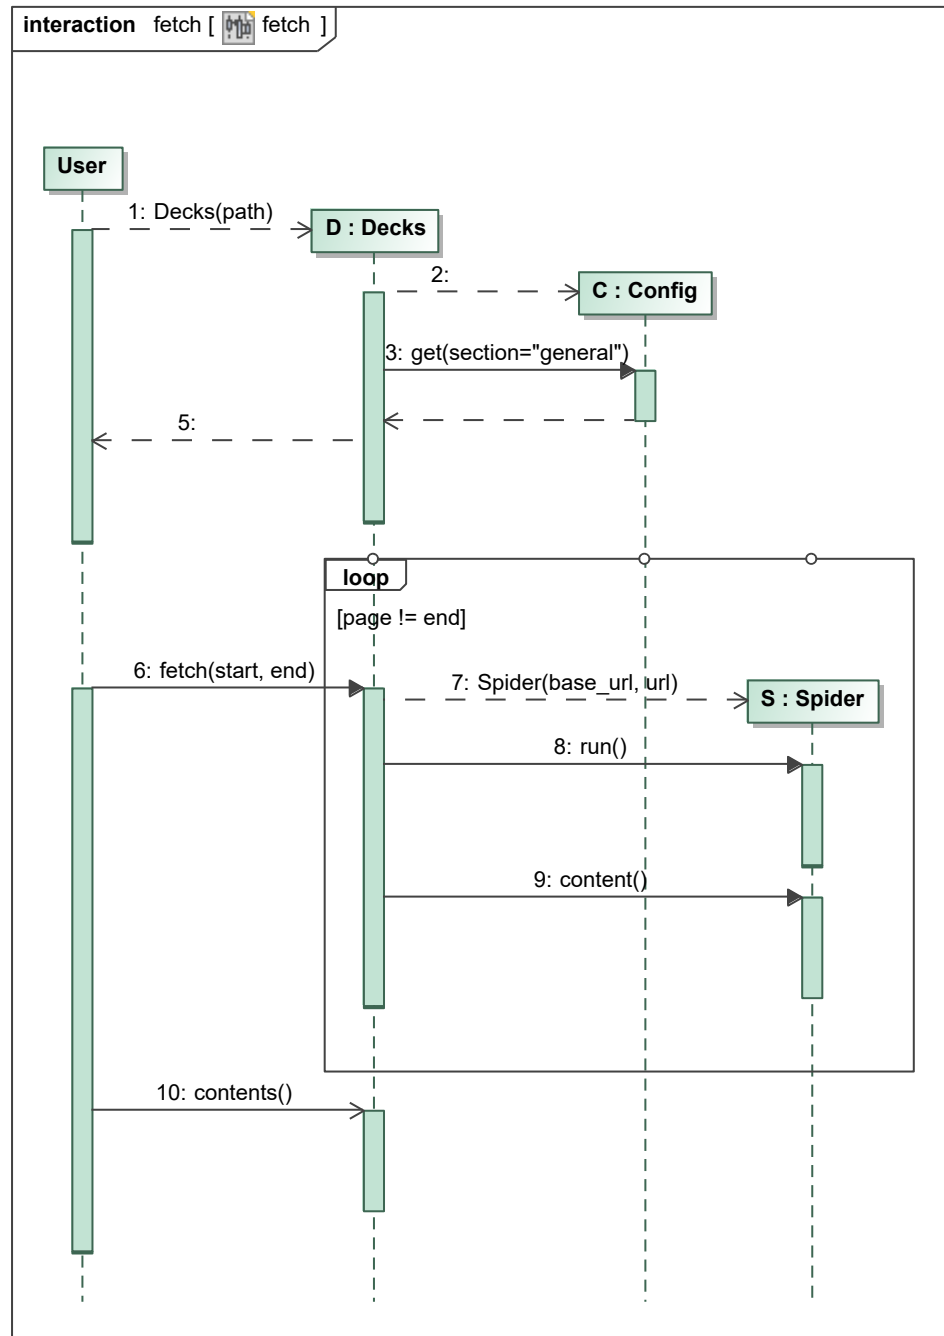 interaction fetch [ fetch ]
User
1: Decks(path)
D : Decks
2:
C : Config
3: get(section="general")
5:
loop
[page != end]
6: fetch(start, end)
7: Spider(base_url, url)
S : Spider
8: run()
9: content()
10: contents()